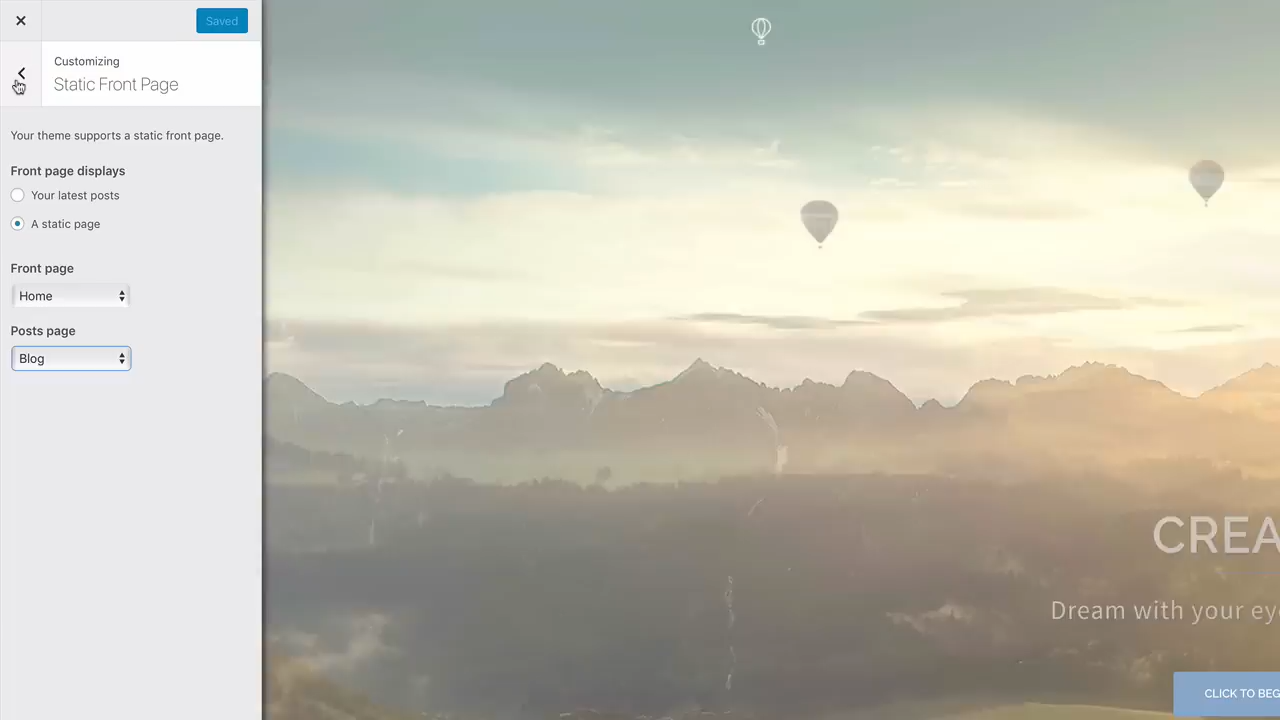 Saved
Customizing
Static Front Page
Your theme supports a static front page.
Front page displays
Your latest posts
A static page
Front page
Home
Posts page
Blog
CREA
Dream with your eye
CLICK TO BEG